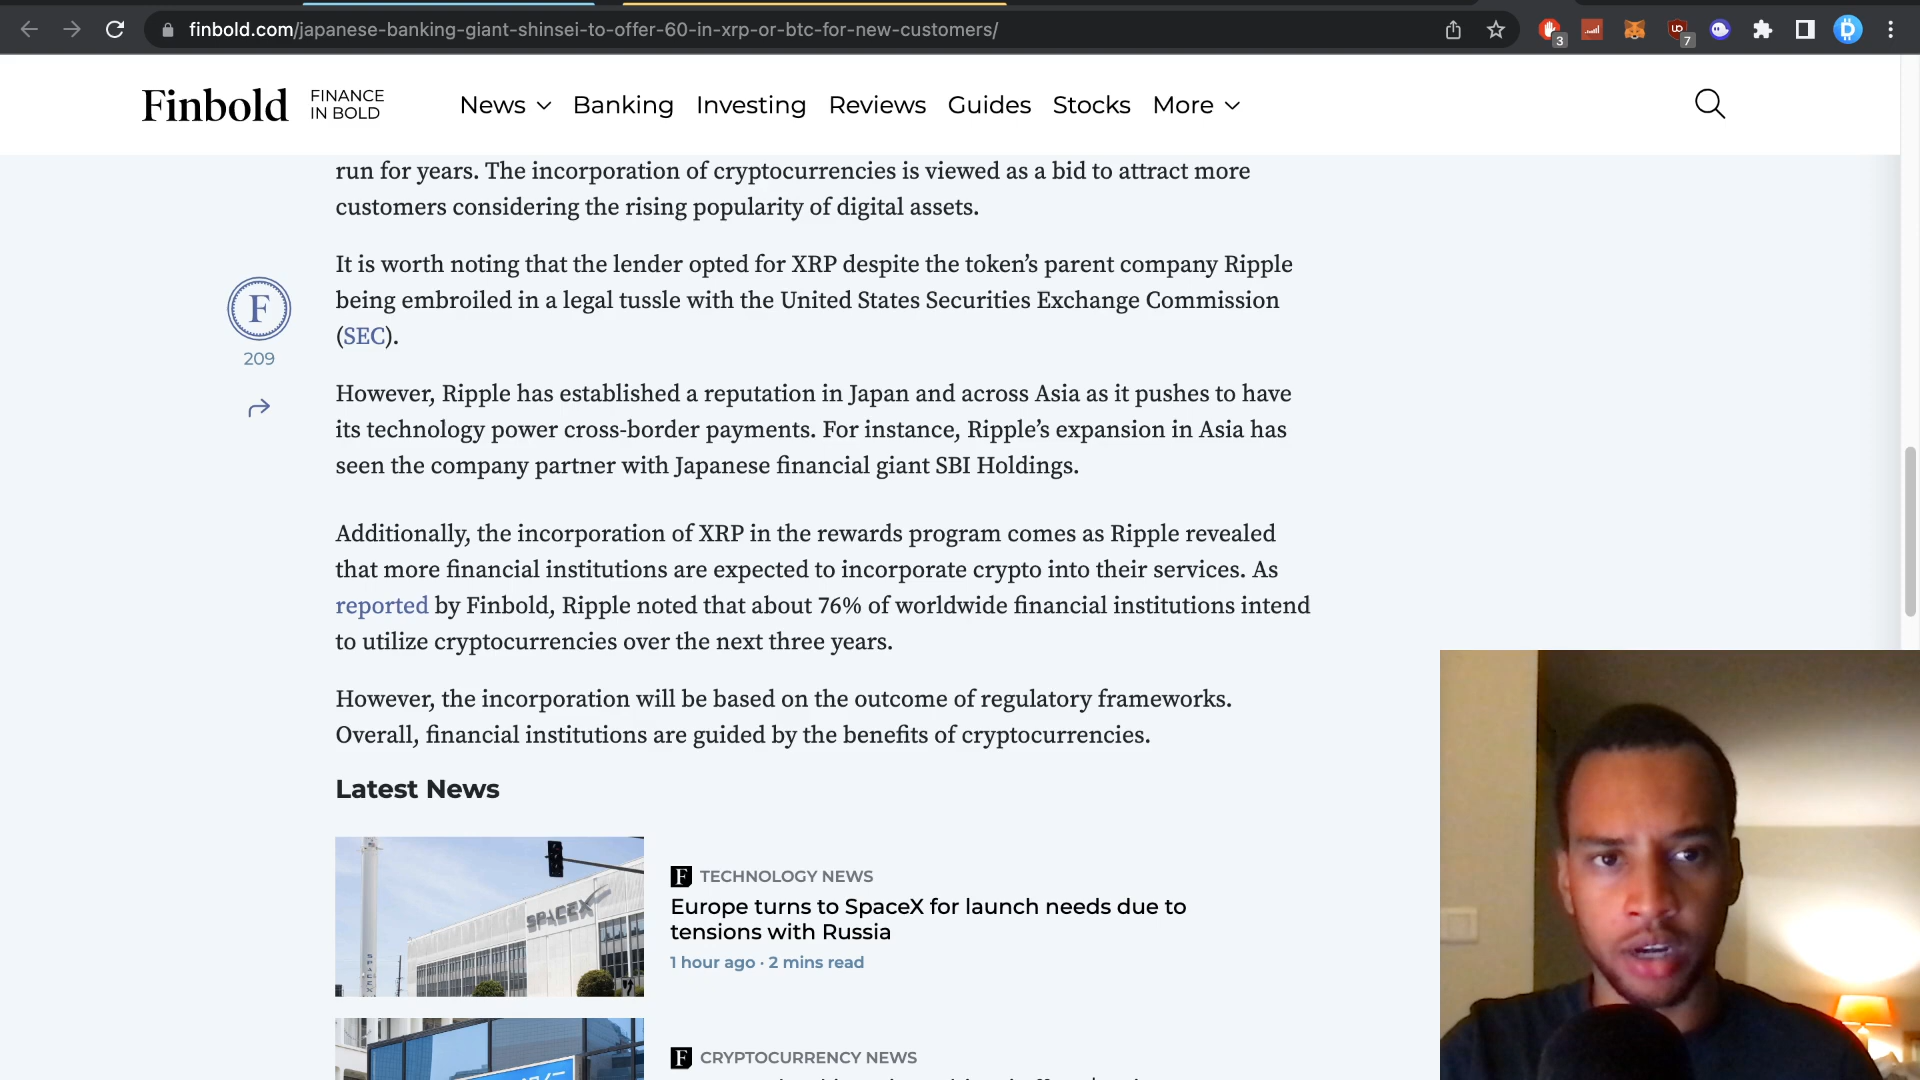 finbold.com/japanese-banking-giant-shinsei-to-offer-60-in-xrp-or-btc-for-new-customers/
3
7
Finbold
FINANCE
IN BOLD
News
Banking
Investing
Reviews
Guides
Stocks
More
run for years. The incorporation of cryptocurrencies is viewed as a bid to attract more
customers considering the rising popularity of digital assets.
It is worth noting that the lender opted for XRP despite the token’s parent company Ripple
being embroiled in a legal tussle with the United States Securities Exchange Commission
(SEC).
F
209
However, Ripple has established a reputation in Japan and across Asia as it pushes to have
its technology power cross-border payments. For instance, Ripple’s expansion in Asia has
seen the company partner with Japanese financial giant SBI Holdings.
Additionally, the incorporation of XRP in the rewards program comes as Ripple revealed
that more financial institutions are expected to incorporate crypto into their services. As
reported by Finbold, Ripple noted that about 76% of worldwide financial institutions intend
to utilize cryptocurrencies over the next three years.
However, the incorporation will be based on the outcome of regulatory frameworks.
Overall, financial institutions are guided by the benefits of cryptocurrencies.
Latest News
SPACEX
SPACEX
F TECHNOLOGY NEWS
Europe turns to SpaceX for launch needs due to
tensions with Russia
1 hour ago · 2 mins read
F CRYPTOCURRENCY NEWS